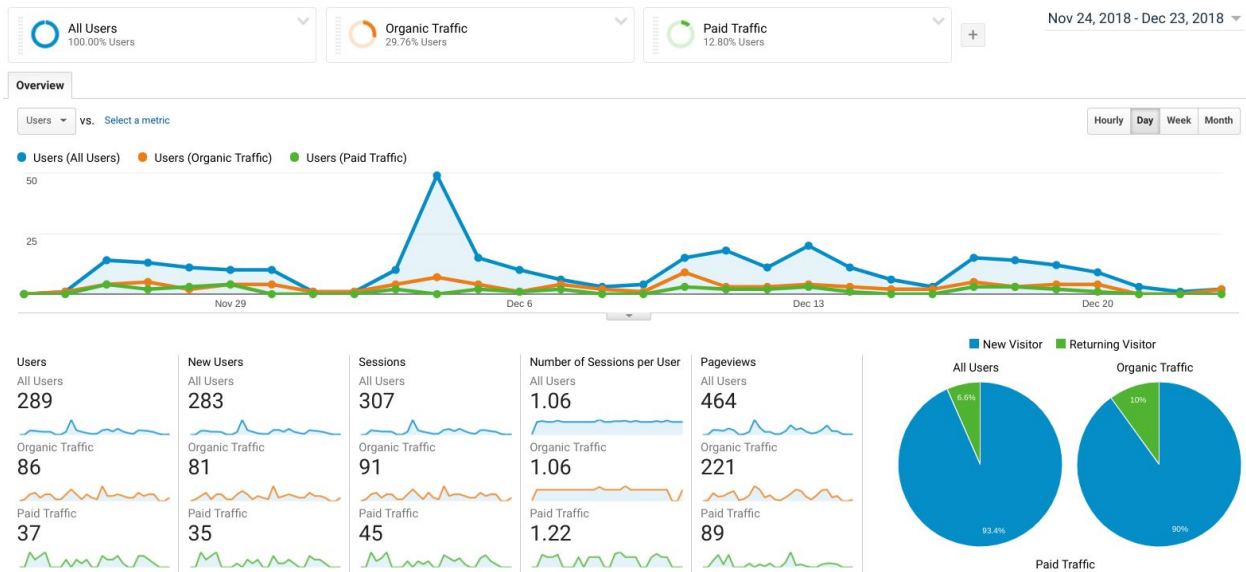 All Users
100.00% Users
Organic Traffic
29.76% Users
Paid Traffic
12.80% Users
+
Nov 24, 2018 - Dec 23, 2018
Overview
Users vs. Select a metric
Hourly Day Week Month
Users (All Users) Users (Organic Traffic) Users (Paid Traffic)
50
25
Nov 29 Dec 6 Dec 13 Dec 20
Users
All Users
289
Organic Traffic
86
Paid Traffic
37
New Users
All Users
283
Organic Traffic
81
Paid Traffic
35
Sessions
All Users
307
Organic Traffic
91
Paid Traffic
45
Number of Sessions per User
All Users
1.06
Organic Traffic
1.06
Paid Traffic
1.22
Pageviews
All Users
464
Organic Traffic
221
Paid Traffic
89
New Visitor Returning Visitor
All Users
6.6%
93.4%
Organic Traffic
10%
90%
Paid Traffic